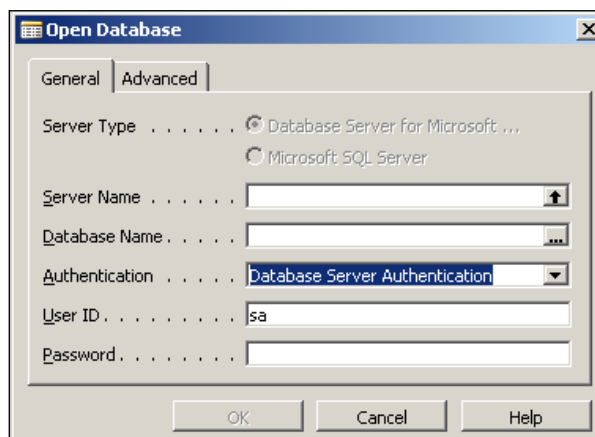 Open Database
General Advanced
Server Type . . . . . . Database Server for Microsoft ...
Microsoft SQL Server
Server Name . . . . . .
Database Name . . . . . ...
Authentication . . . . . Database Server Authentication
User ID . . . . . . . . . sa
Password . . . . . . . .
OK Cancel Help